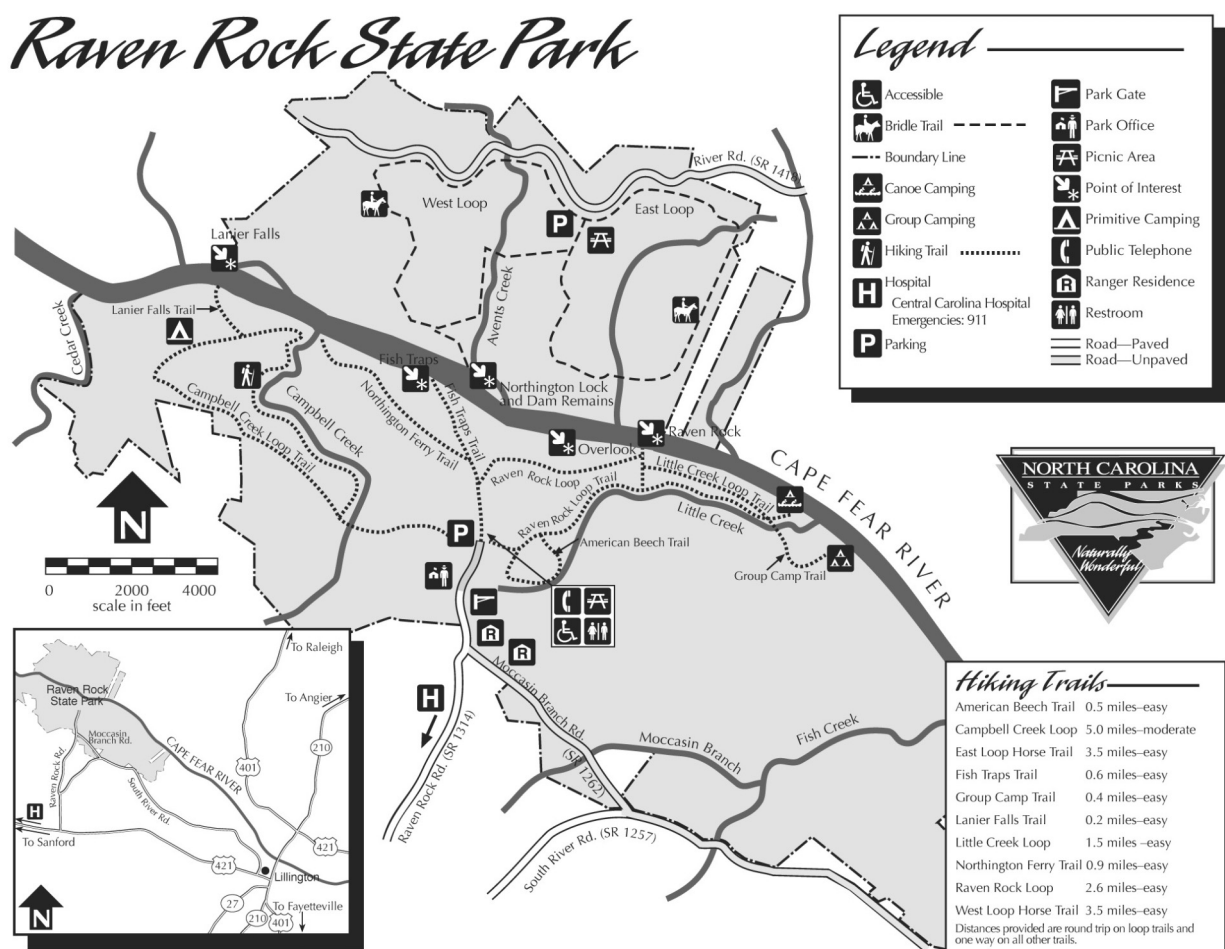 Raven Rock State Park
Legend
Accessible
Bridle Trail
Boundary Line
Canoe Camping
Group Camping
Hiking Trail
H
Hospital
Central Carolina Hospital
Emergencies: 911
P
Parking
Park Gate
Park Office
Picnic Area
Point of Interest
Primitive Camping
Public Telephone
R
Ranger Residence
Restroom
Road—Paved
Road—Unpaved
River Rd. (SR 1418)
West Loop
P
East Loop
Lanier Falls
Lanier Falls Trail
Cedar Creek
Avents Creek
Fish Traps
Northington Lock
and Dam Remains
Campbell Creek Loop Trail
Campbell Creek
Northington Ferry Trail
Fish Traps Trail
Overlook
Raven Rock
Raven Rock Loop
Raven Rock Loop Trail
Little Creek Loop Trail
Little Creek
CAPE FEAR RIVER
American Beech Trail
Group Camp Trail
P
N
0 2000 4000
scale in feet
R
R
H
Moccasin Branch Rd.
(SR 1262)
Raven Rock Rd. (SR 1314)
South River Rd. (SR 1257)
Moccasin Branch
Fish Creek
NORTH CAROLINA
STATE PARKS
Naturally
Wonderful
To Raleigh
To Angier
Raven Rock
State Park
Moccasin
Branch Rd.
CAPE FEAR RIVER
Raven Rock Rd.
South River Rd.
401
210
H
To Sanford
421
421
Lillington
27
210
401
To Fayetteville
N
Hiking Trails
American Beech Trail 0.5 miles–easy
Campbell Creek Loop 5.0 miles–moderate
East Loop Horse Trail 3.5 miles–easy
Fish Traps Trail 0.6 miles–easy
Group Camp Trail 0.4 miles–easy
Lanier Falls Trail 0.2 miles–easy
Little Creek Loop 1.5 miles –easy
Northington Ferry Trail 0.9 miles–easy
Raven Rock Loop 2.6 miles–easy
West Loop Horse Trail 3.5 miles–easy
Distances provided are round trip on loop trails and
one way on all other trails.